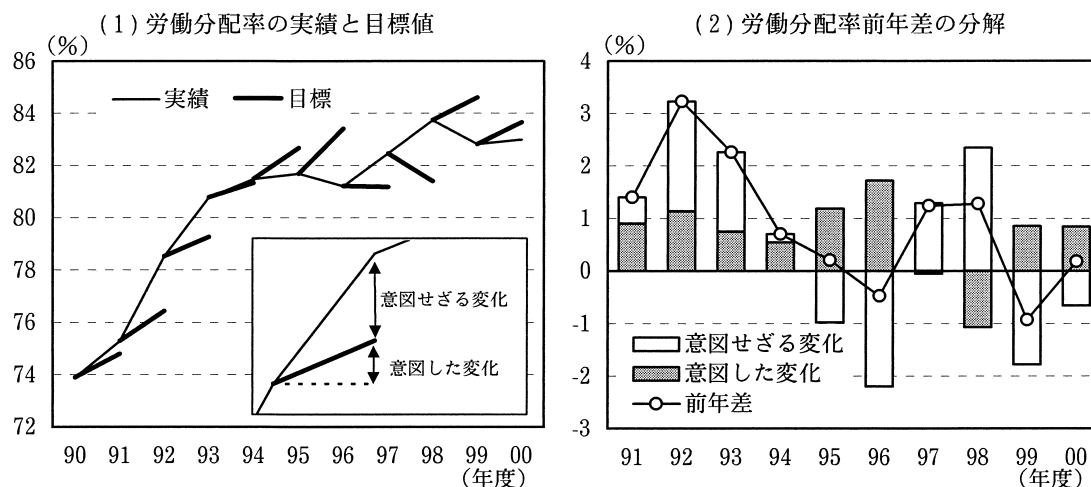 (1) 労働分配率の実績と目標値
(%)
86
84
82
80
78
76
74
72
実績
目標
意図せざる変化
意図した変化
90 91 92 93 94 95 96 97 98 99 00
(年度)
(2) 労働分配率前年差の分解
(%)
4
3
2
1
0
-1
-2
-3
意図せざる変化
意図した変化
前年差
91 92 93 94 95 96 97 98 99 00
(年度)